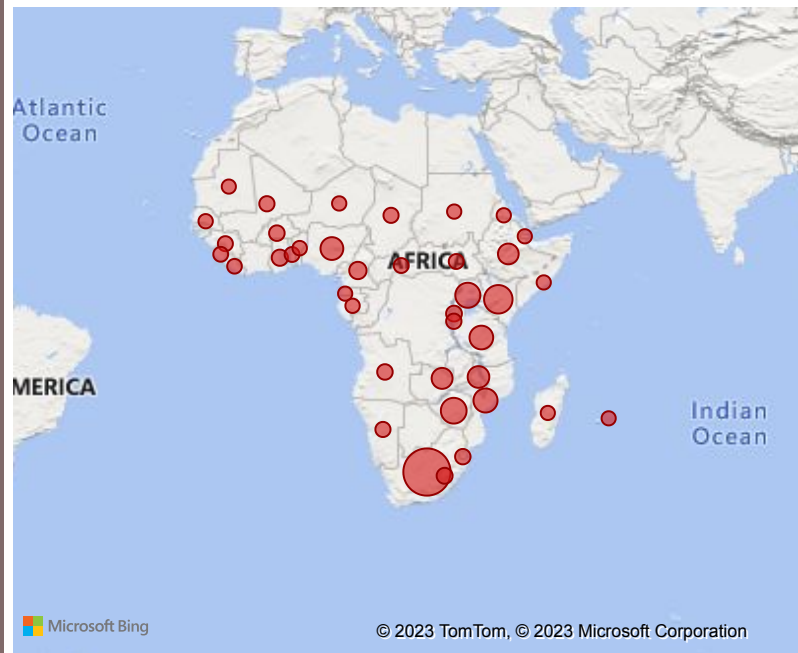 Atlantic
Ocean
AFRICA
MERICA
Indian
Ocean
Microsoft Bing
© 2023 TomTom, © 2023 Microsoft Corporation